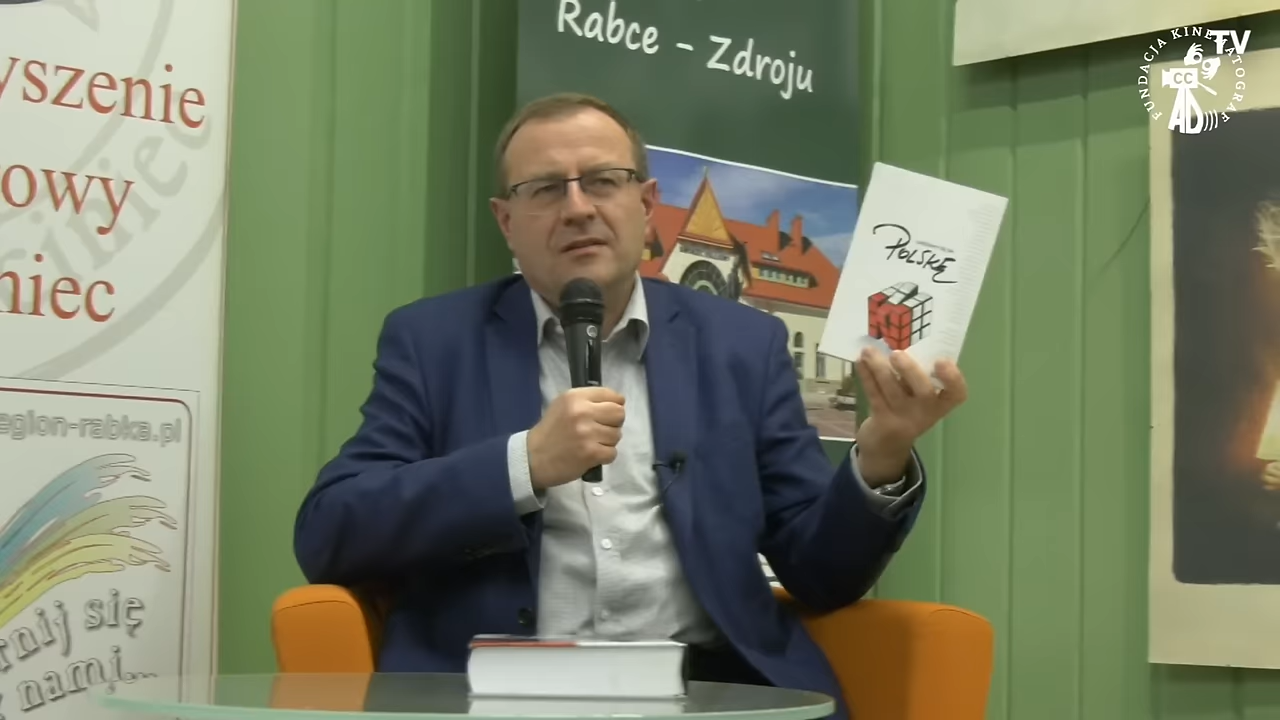 yszenie
owy
niec
egion-rabka.pl
rnij się
z nami...
Rabce - Zdroju
POLSKĘ
FUNDACJA KINEMATOGRAF
TV
CC
AD